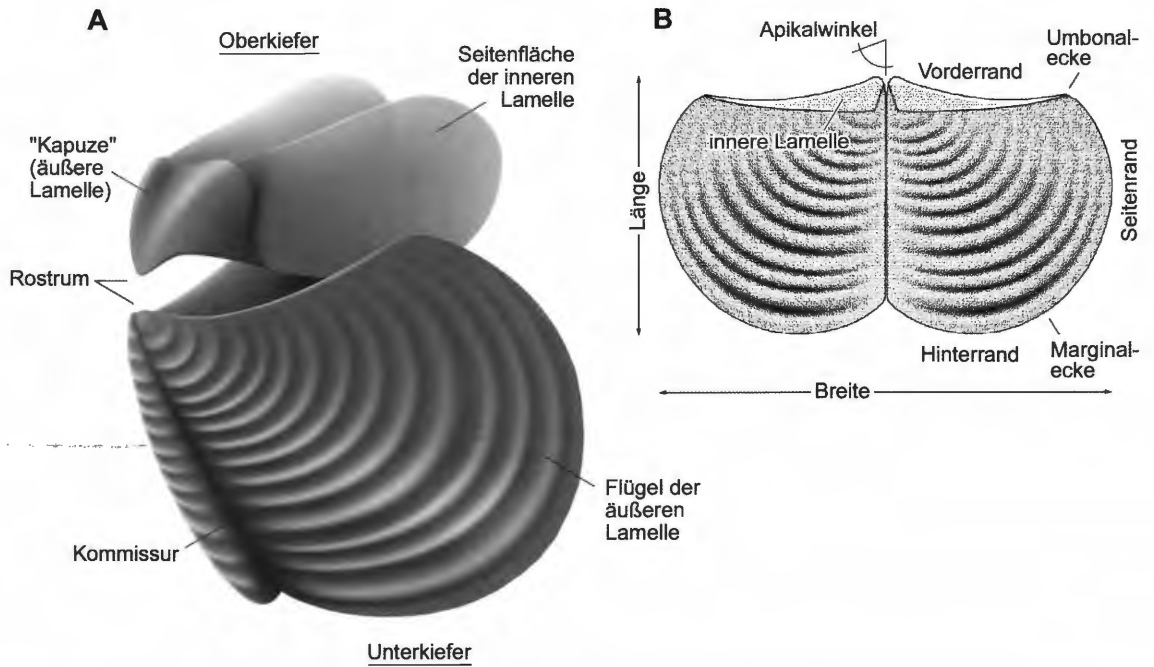 A
Oberkiefer
Seitenfläche
der inneren
Lamelle
"Kapuze"
(äußere
Lamelle)
Rostrum
Kommissur
Flügel der
äußeren
Lamelle
Unterkiefer
B
Apikalwinkel
Umbonal-
ecke
Vorderrand
innere Lamelle
Länge
Seitenrand
Hinterrand
Marginal-
ecke
Breite